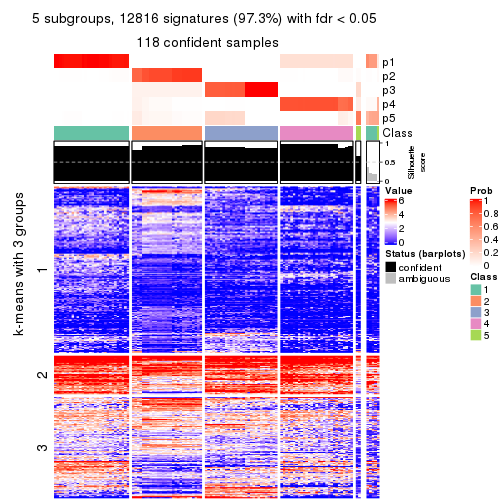 5 subgroups, 12816 signatures (97.3%) with fdr < 0.05
118 confident samples
p1
p2
p3
p4
p5
Class
1
0.5
0
Silhouette
score
k-means with 3 groups
1
2
3
Value
6
4
2
0
Status (barplots)
confident
ambiguous
Prob
1
0.8
0.6
0.4
0.2
0
Class
1
2
3
4
5